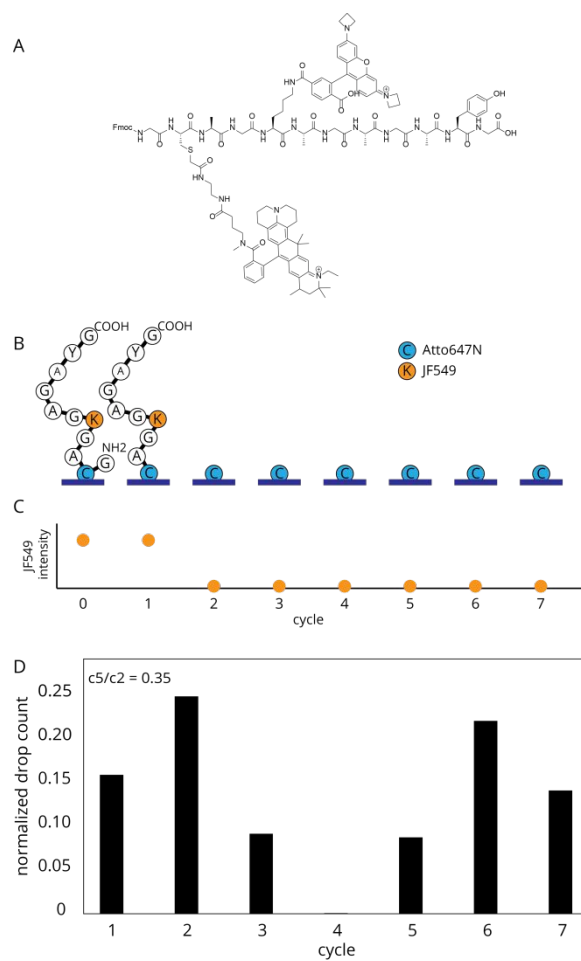 A
Fmoc
H
N
O
S
OH
N+
B
COOH
COOH
G
G
Y
Y
A
A
G
G
A
A
G
G
K
K
G
G
A
A
NH2
C
G
C
C
C
C
C
C
C
C Atto647N
K JF549
C
JF549
intensity
0 1 2 3 4 5 6 7
cycle
D
c5/c2 = 0.35
normalized drop count
0.25
0.20
0.15
0.10
0.05
0
1 2 3 4 5 6 7
cycle